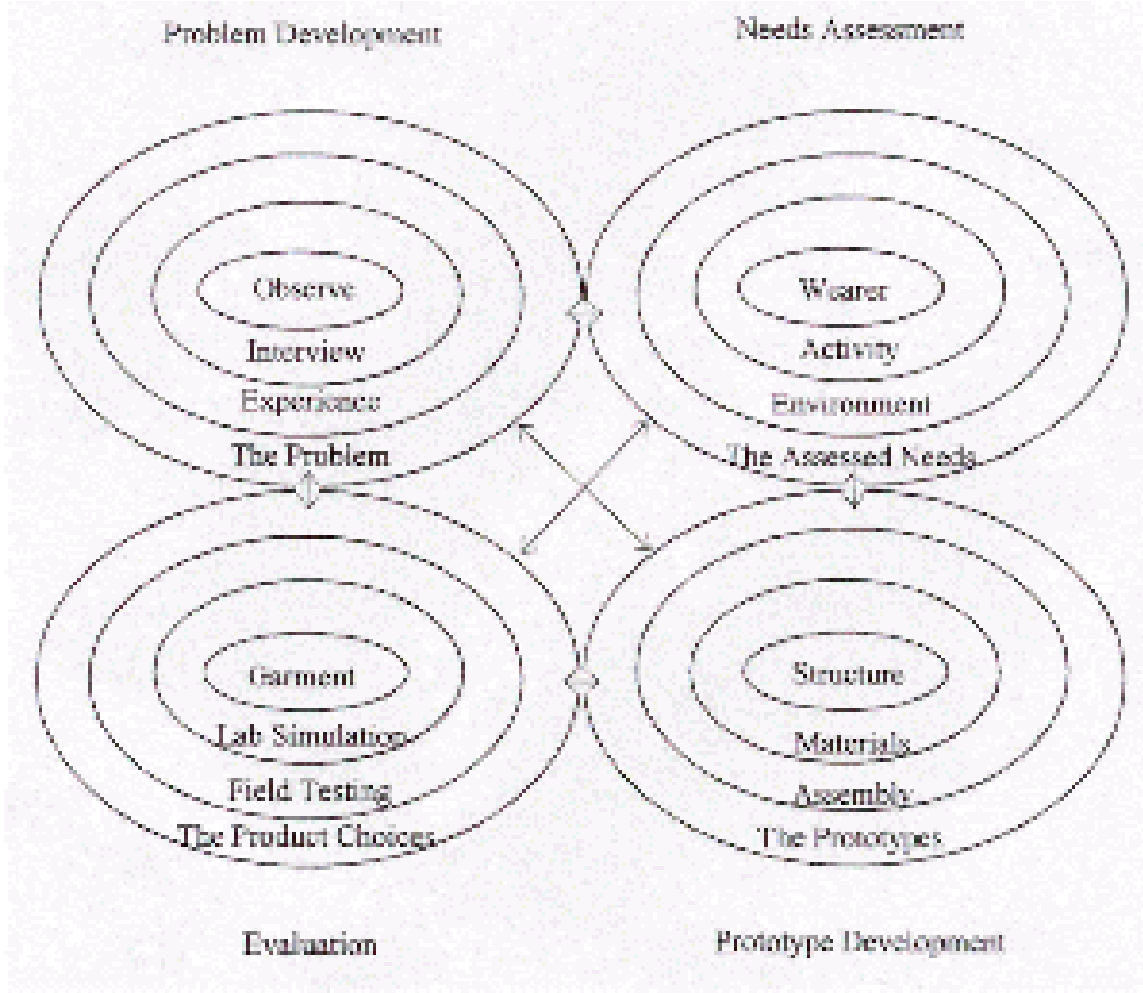 Problem Development
Needs Assessment
Observe
Interview
Experience
The Problem
Wearer
Activity
Environment
The Assessed Needs
Garment
Lab Simulation
Field Testing
The Product Choices
Structure
Materials
Assembly
The Prototypes
Evaluation
Prototype Development